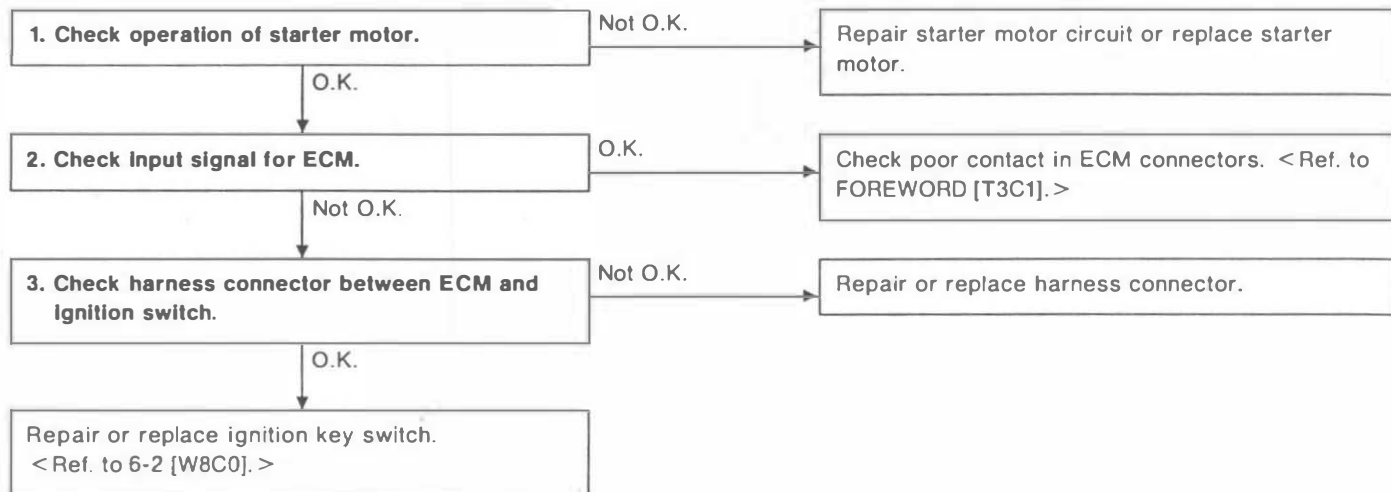 1. Check operation of starter motor.
Not O.K.
Repair starter motor circuit or replace starter
motor.
O.K.
2. Check input signal for ECM.
O.K.
Check poor contact in ECM connectors. <Ref. to
FOREWORD [T3C1].>
Not O.K.
3. Check harness connector between ECM and
ignition switch.
Not O.K.
Repair or replace harness connector.
O.K.
Repair or replace ignition key switch.
<Ref. to 6-2 [W8C0].>